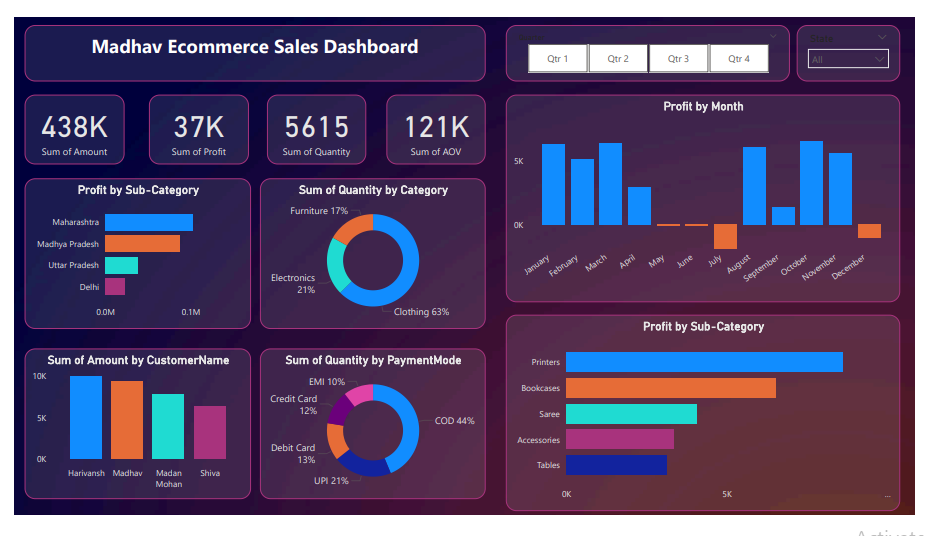 Madhav Ecommerce Sales Dashboard
Qtr 1
Qtr 2
Qtr 3
Qtr 4
State
All
438K
Sum of Amount
37K
Sum of Profit
5615
Sum of Quantity
121K
Sum of AOV
Profit by Month
5K
0K
January
February
March
April
May
June
July
August
September
October
November
December
Profit by Sub-Category
Maharashtra
Madhya Pradesh
Uttar Pradesh
Delhi
0.0M
0.1M
Sum of Quantity by Category
Furniture 17%
Electronics
21%
Clothing 63%
Sum of Amount by CustomerName
10K
5K
0K
Harivansh
Madhav
Madan
Mohan
Shiva
Sum of Quantity by PaymentMode
EMI 10%
Credit Card
12%
Debit Card
13%
UPI 21%
COD 44%
Profit by Sub-Category
Printers
Bookcases
Saree
Accessories
Tables
0K
5K
...